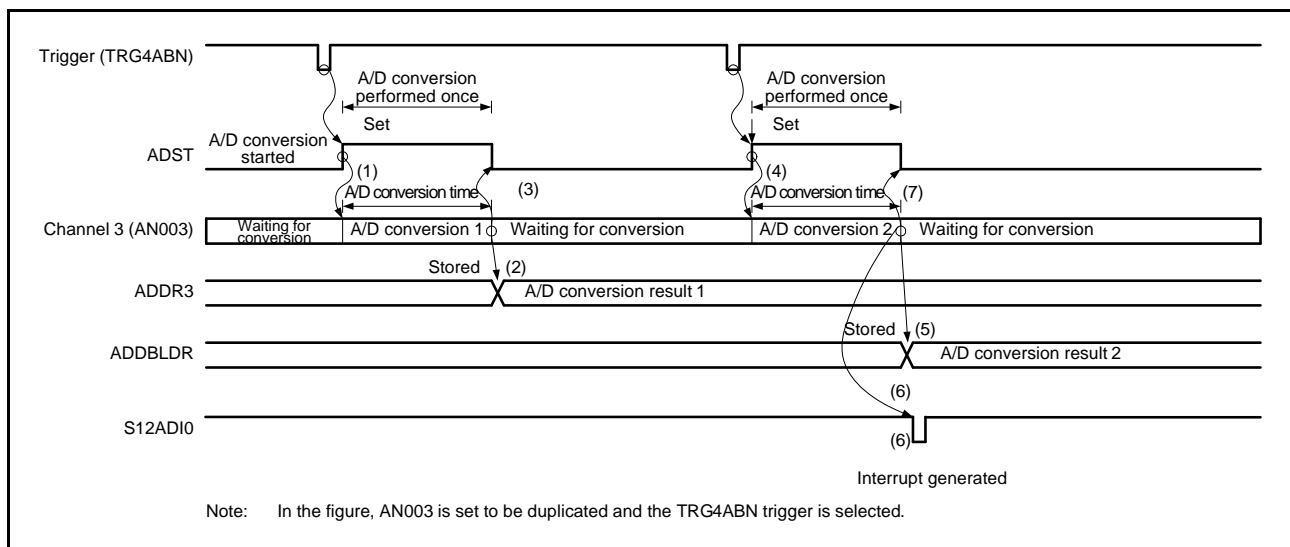 Trigger (TRG4ABN)
A/D conversion
performed once
A/D conversion
performed once
Set
Set
A/D conversion
started
ADST
(1)
(3)
(4)
(7)
A/D conversion time
A/D conversion time
Channel 3 (AN003)
Waiting for
conversion
A/D conversion 1
Waiting for conversion
A/D conversion 2
Waiting for conversion
Stored
(2)
ADDR3
A/D conversion result 1
Stored
(5)
ADDBLDR
A/D conversion result 2
(6)
S12ADI0
(6)
Interrupt generated
Note: In the figure, AN003 is set to be duplicated and the TRG4ABN trigger is selected.